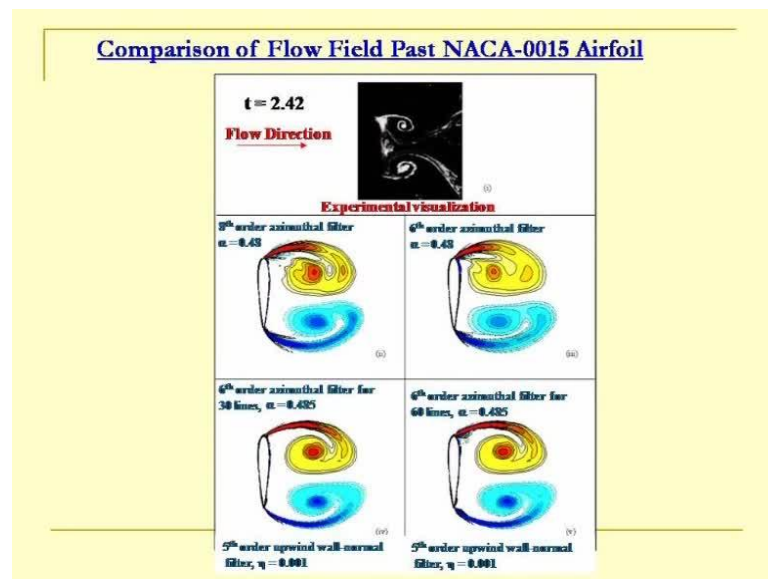 Comparison of Flow Field Past NACA-0015 Airfoil
t = 2.42
Flow Direction
(i)
Experimental visualization
8th order azimuthal filter
α = 0.48
(ii)
6th order azimuthal filter
α = 0.48
(iii)
6th order azimuthal filter for
30 lines, α = 0.485
(iv)
5th order upwind wall-normal
filter, η = 0.001
6th order azimuthal filter for
60 lines, α = 0.485
(v)
5th order upwind wall-normal
filter, η = 0.001